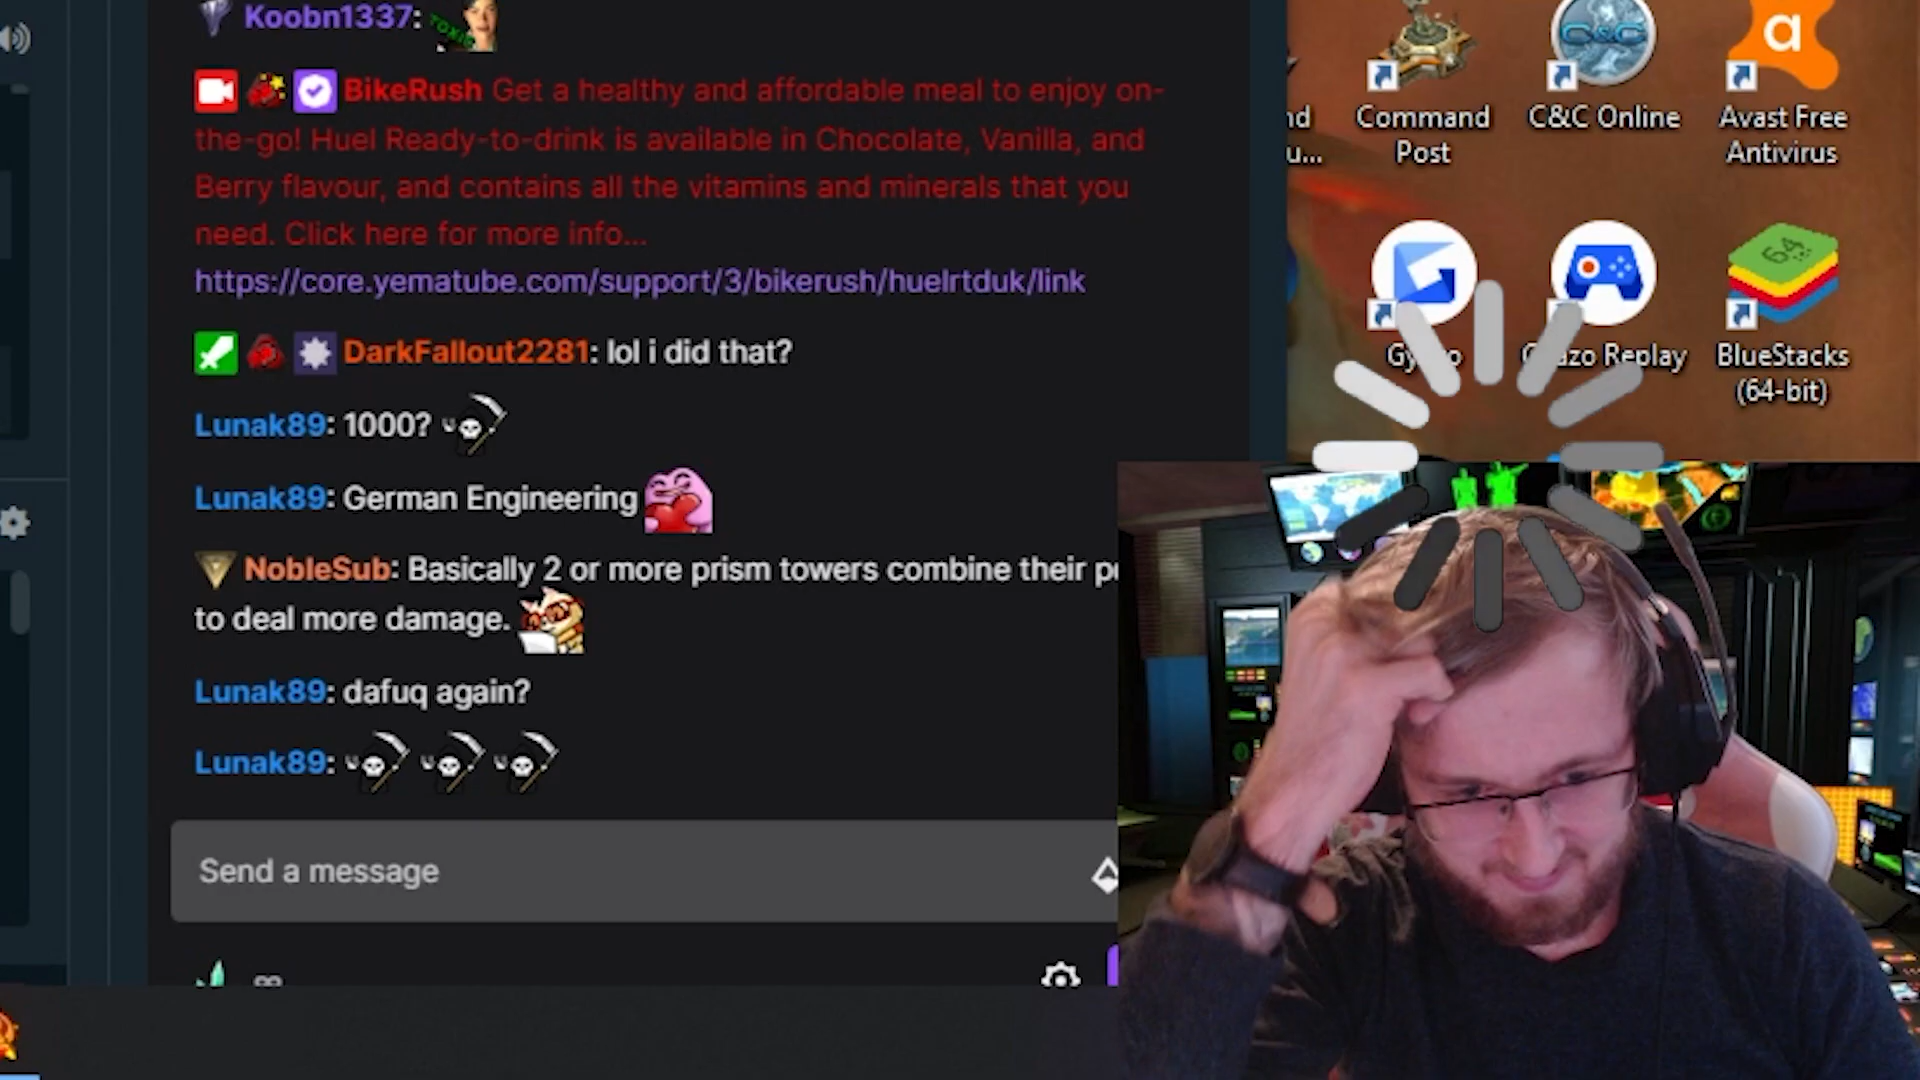 Koobn1337: TOXIC
BikeRush Get a healthy and affordable meal to enjoy on-
the-go! Huel Ready-to-drink is available in Chocolate, Vanilla, and
Berry flavour, and contains all the vitamins and minerals that you
need. Click here for more info...
https://core.yematube.com/support/3/bikerush/huelrtduk/link
DarkFallout2281: lol i did that?
Lunak89: 1000?
Lunak89: German Engineering
NobleSub: Basically 2 or more prism towers combine their
to deal more damage.
Lunak89: dafuq again?
Lunak89:
Send a message
Command
Post
C&C
C&C Online
a
Avast Free
Antivirus
Replay
64
BlueStacks
(64-bit)